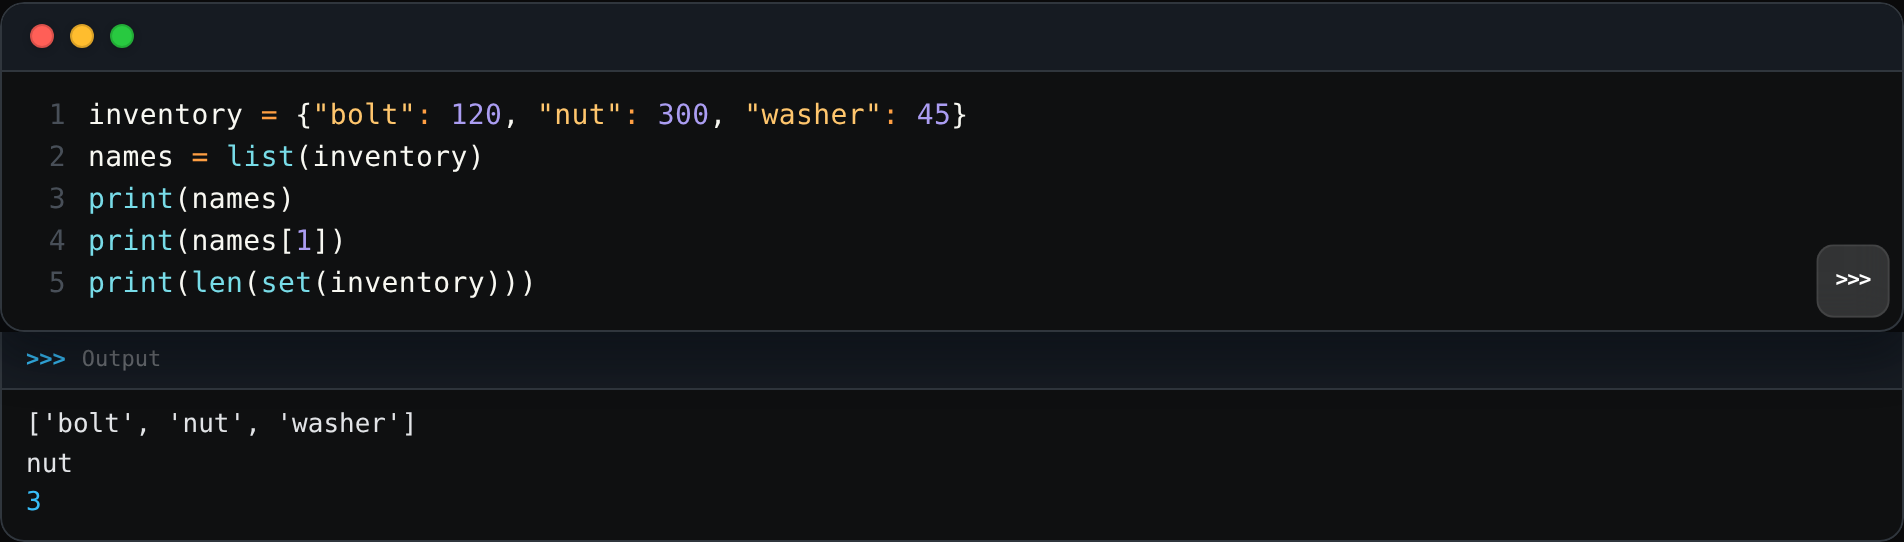 1 inventory = {"bolt": 120, "nut": 300, "washer": 45}
2 names = list(inventory)
3 print(names)
4 print(names[1])
5 print(len(set(inventory)))
>>>
>>> Output
['bolt', 'nut', 'washer']
nut
3